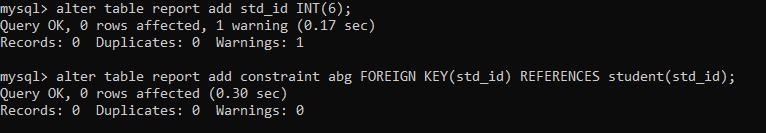 mysql> alter table report add std_id INT(6);
Query OK, 0 rows affected, 1 warning (0.17 sec)
Records: 0  Duplicates: 0  Warnings: 1
mysql> alter table report add constraint abg FOREIGN KEY(std_id) REFERENCES student(std_id);
Query OK, 0 rows affected (0.30 sec)
Records: 0  Duplicates: 0  Warnings: 0